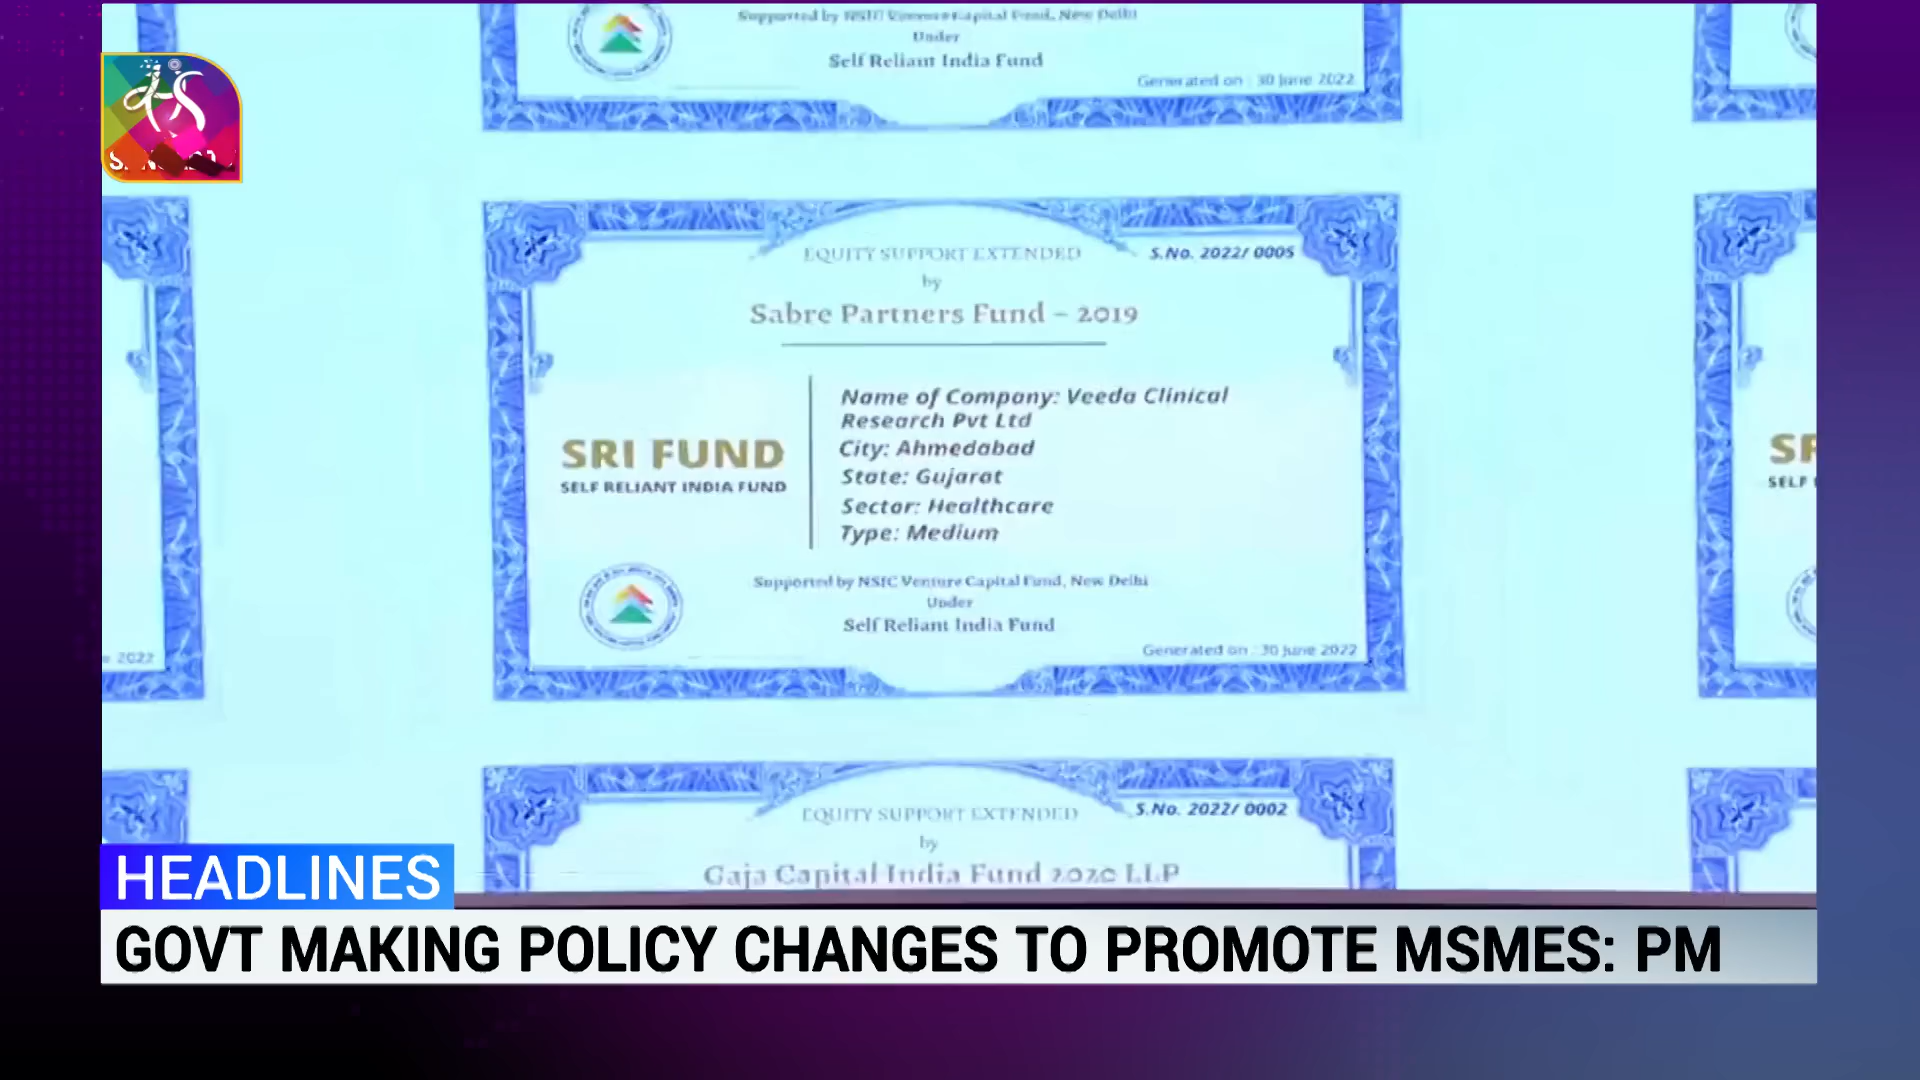 Supported by NSIC Venture Capital Fund, New Delhi
Under
Self Reliant India Fund
Generated on : 30 June 2022
EQUITY SUPPORT EXTENDED
S.No. 2022/ 0005
by
Sabre Partners Fund – 2019
Name of Company: Veeda Clinical
Research Pvt Ltd
City: Ahmedabad
State: Gujarat
Sector: Healthcare
Type: Medium
SRI FUND
SELF RELIANT INDIA FUND
Supported by NSIC Venture Capital Fund, New Delhi
Under
Self Reliant India Fund
Generated on : 30 June 2022
2022
SELF
EQUITY SUPPORT EXTENDED
S.No. 2022/ 0002
by
Gaja Capital India Fund 2020 LLP
HEADLINES
GOVT MAKING POLICY CHANGES TO PROMOTE MSMES: PM